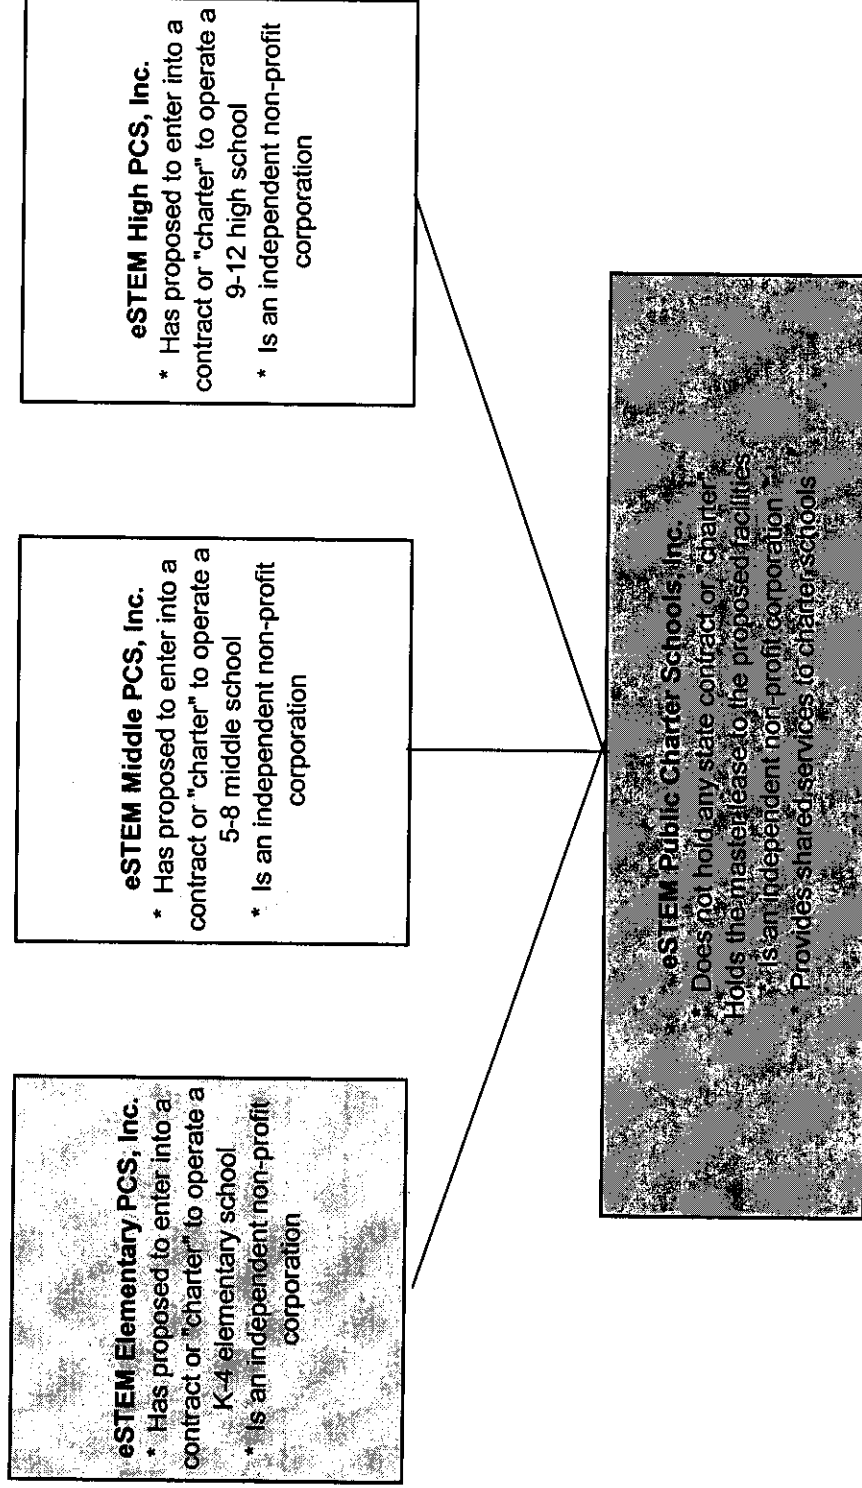 eSTEM Elementary PCS, Inc.
* Has proposed to enter into a
contract or "charter" to operate a
K-4 elementary school
* Is an independent non-profit
corporation
eSTEM Middle PCS, Inc.
* Has proposed to enter into a
contract or "charter" to operate a
5-8 middle school
* Is an independent non-profit
corporation
eSTEM High PCS, Inc.
* Has proposed to enter into a
contract or "charter" to operate a
9-12 high school
* Is an independent non-profit
corporation
eSTEM Public Charter Schools, Inc.
* Does not hold any state contract or "charter"
* Holds the master lease to the proposed facilities
* Is an independent non-profit corporation
* Provides shared services to charter schools